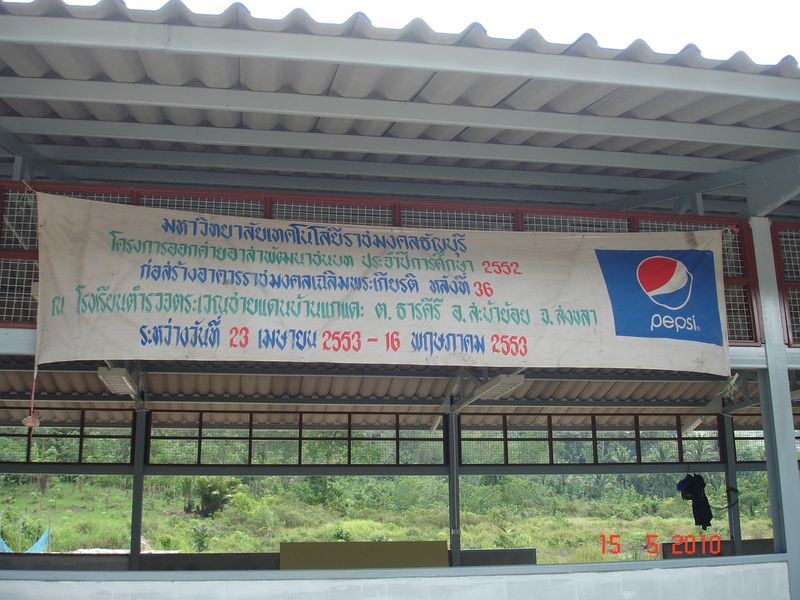 มหาวิทยาลัยเทคโนโลยีราชมงคลธัญบุรี
โครงการออกค่ายอาสาพัฒนาชนบท ประจำปีการศึกษา 2552
ก่อสร้างอาคารราชมงคลเฉลิมพระเกียรติ หลังที่ 36
ณ โรงเรียนตำรวจตระเวนชายแดนบ้านแกแดะ ต. ธารคีรี อ. สะบ้าย้อย จ. สงขลา
ระหว่างวันที่ 23 เมษายน 2553 - 16 พฤษภาคม 2553
pepsi
15 5 2010